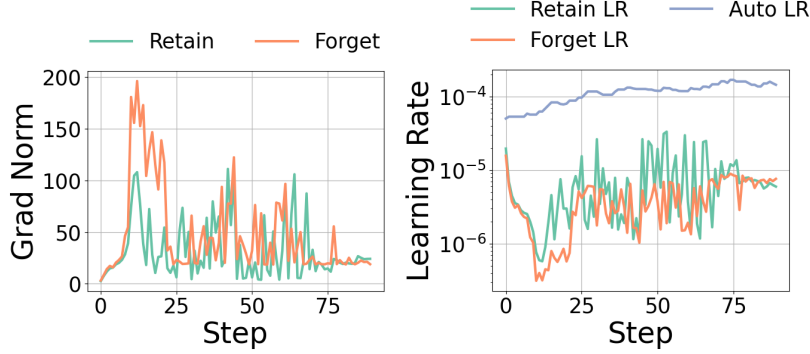 Retain Forget
Grad Norm
200
150
100
50
0
0 25 50 75
Step
Retain LR Auto LR
Forget LR
Learning Rate
10⁻⁴
10⁻⁵
10⁻⁶
0 25 50 75
Step